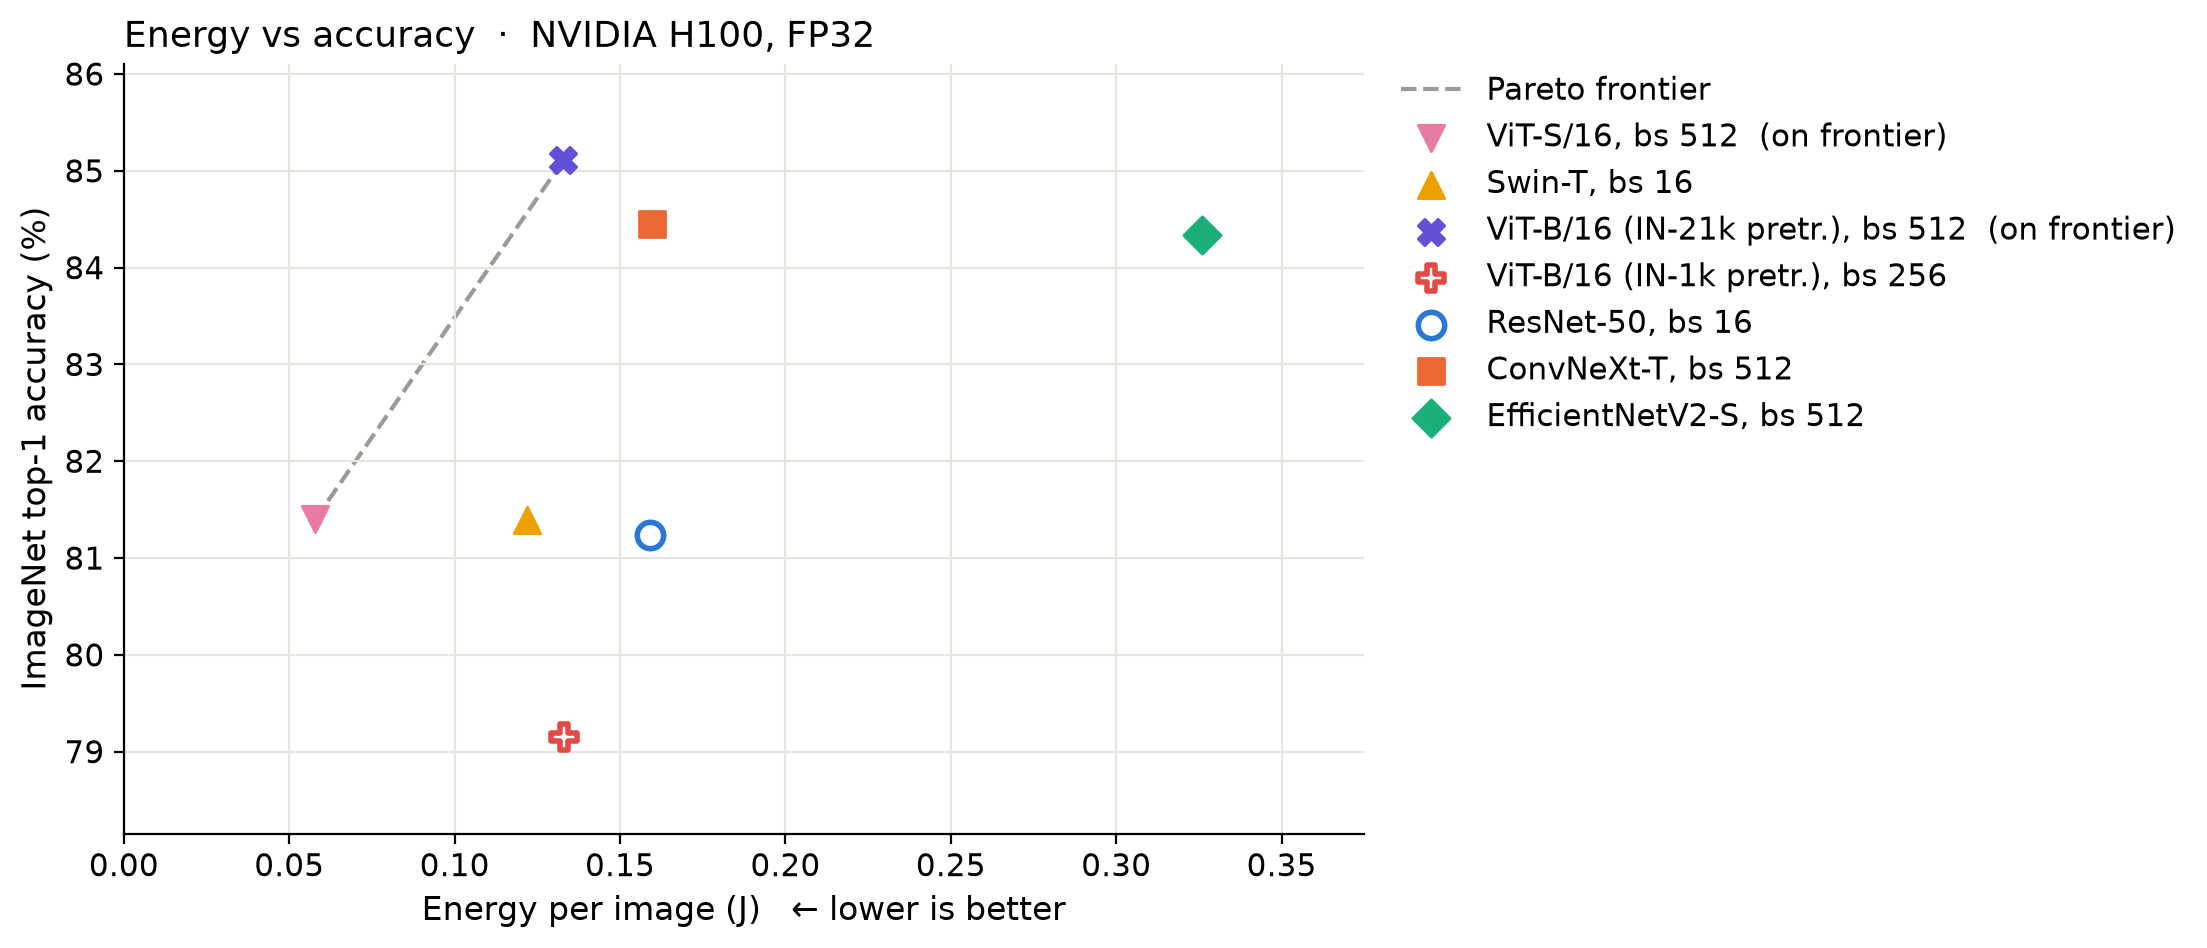 Energy vs accuracy · NVIDIA H100, FP32
86
85
84
83
82
81
80
79
ImageNet top-1 accuracy (%)
0.00 0.05 0.10 0.15 0.20 0.25 0.30 0.35
Energy per image (J) ← lower is better
Pareto frontier
ViT-S/16, bs 512 (on frontier)
Swin-T, bs 16
ViT-B/16 (IN-21k pretr.), bs 512 (on frontier)
ViT-B/16 (IN-1k pretr.), bs 256
ResNet-50, bs 16
ConvNeXt-T, bs 512
EfficientNetV2-S, bs 512